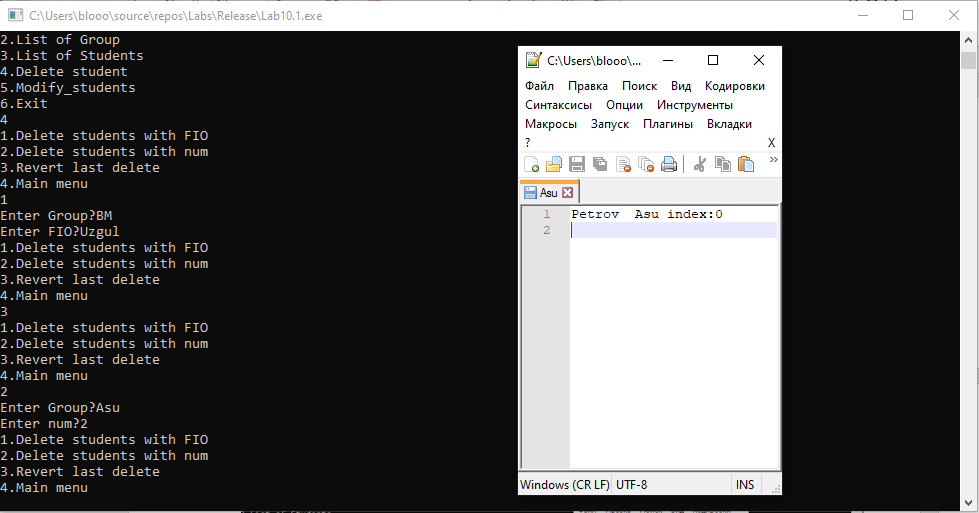 C:\Users\blooo\source\repos\Labs\Release\Lab10.1.exe
2.List of Group
3.List of Students
4.Delete student
5.Modify_students
6.Exit
4
1.Delete students with FIO
2.Delete students with num
3.Revert last delete
4.Main menu
1
Enter Group?BM
Enter FIO?Uzgul
1.Delete students with FIO
2.Delete students with num
3.Revert last delete
4.Main menu
3
1.Delete students with FIO
2.Delete students with num
3.Revert last delete
4.Main menu
2
Enter Group?Asu
Enter num?2
1.Delete students with FIO
2.Delete students with num
3.Revert last delete
4.Main menu
C:\Users\blooo\...
Файл Правка Поиск Вид Кодировки
Синтаксисы Опции Инструменты
Макросы Запуск Плагины Вкладки
? X
Asu
1 Petrov  Asu index:0
2
Windows (CR LF) UTF-8 INS